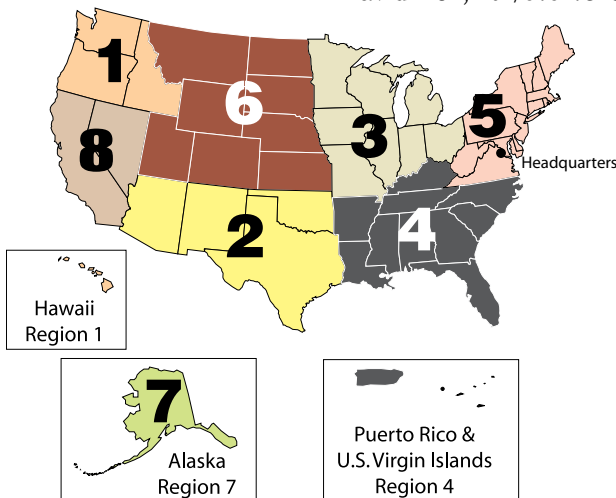 1
6
5
3
8
Headquarters
4
2
Hawaii
Region 1
7
Alaska
Region 7
Puerto Rico &
U.S. Virgin Islands
Region 4